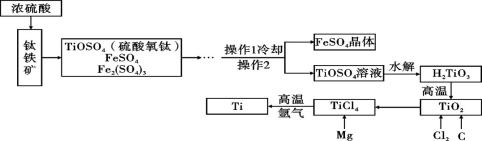 浓硫酸
钛铁矿
TiOSO₄(硫酸氧钛)
FeSO₄
Fe₂(SO₄)₃
…
操作1冷却
操作2
FeSO₄晶体
TiOSO₄溶液
水解
H₂TiO₃
高温
TiO₂
Cl₂
C
TiCl₄
Mg
高温
氩气
Ti